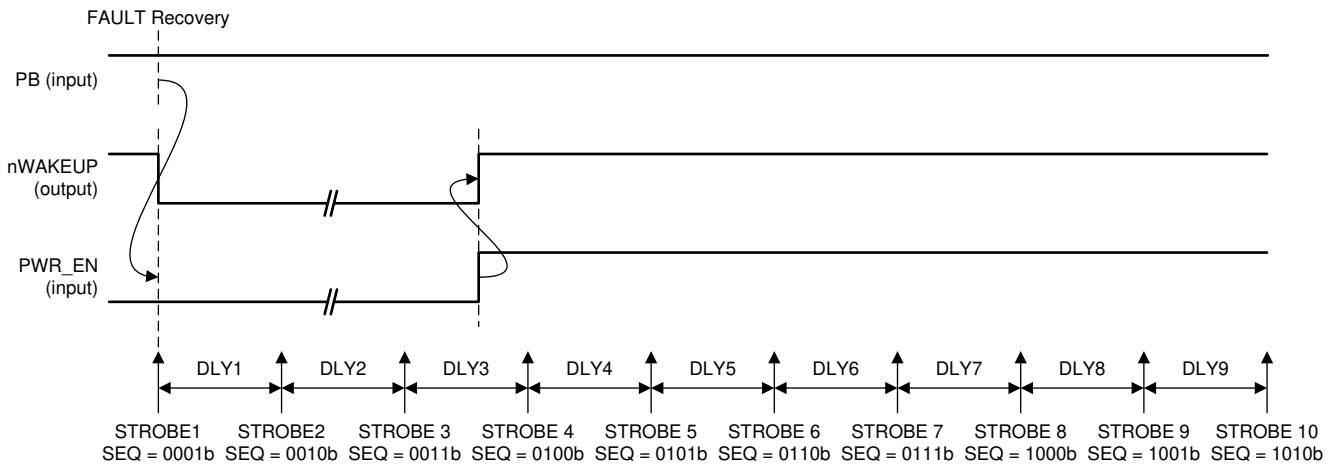 FAULT Recovery
PB (input)
nWAKEUP
(output)
PWR_EN
(input)
DLY1 DLY2 DLY3 DLY4 DLY5 DLY6 DLY7 DLY8 DLY9
STROBE1 STROBE2 STROBE 3 STROBE 4 STROBE 5 STROBE 6 STROBE 7 STROBE 8 STROBE 9 STROBE 10
SEQ = 0001b SEQ = 0010b SEQ = 0011b SEQ = 0100b SEQ = 0101b SEQ = 0110b SEQ = 0111b SEQ = 1000b SEQ = 1001b SEQ = 1010b